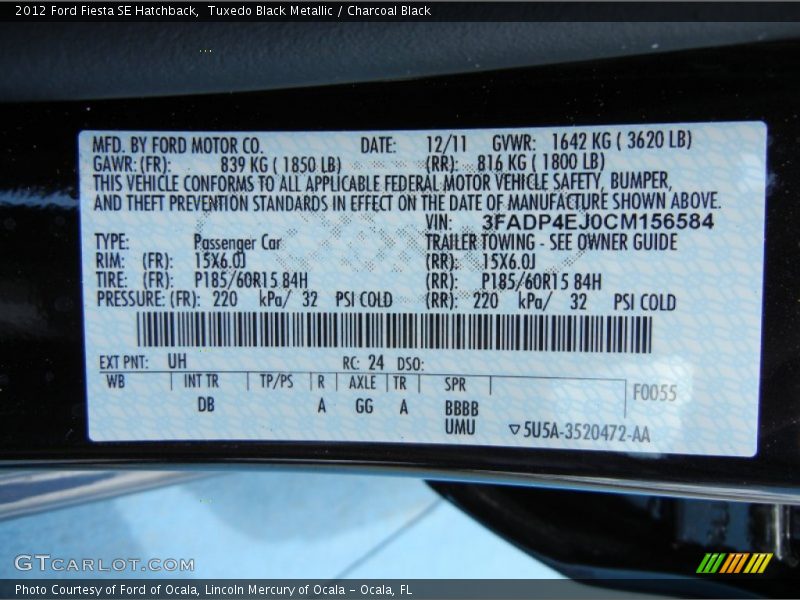 2012 Ford Fiesta SE Hatchback, Tuxedo Black Metallic / Charcoal Black
MFD. BY FORD MOTOR CO. DATE: 12/11 GVWR: 1642 KG ( 3620 LB)
GAWR: (FR): 839 KG ( 1850 LB) (RR): 816 KG ( 1800 LB)
THIS VEHICLE CONFORMS TO ALL APPLICABLE FEDERAL MOTOR VEHICLE SAFETY, BUMPER,
AND THEFT PREVENTION STANDARDS IN EFFECT ON THE DATE OF MANUFACTURE SHOWN ABOVE.
VIN: 3FADP4EJ0CM156584
TYPE: Passenger Car TRAILER TOWING - SEE OWNER GUIDE
RIM: (FR): 15X6.0J (RR): 15X6.0J
TIRE: (FR): P185/60R15 84H (RR): P185/60R15 84H
PRESSURE: (FR): 220 kPa/ 32 PSI COLD (RR): 220 kPa/ 32 PSI COLD
EXT PNT: UH RC: 24 DSO:
WB INT TR TP/PS R AXLE TR SPR F0055
DB A GG A BBBB
UMU ▽5U5A-3520472-AA
GTCARLOT.COM
Photo Courtesy of Ford of Ocala, Lincoln Mercury of Ocala - Ocala, FL